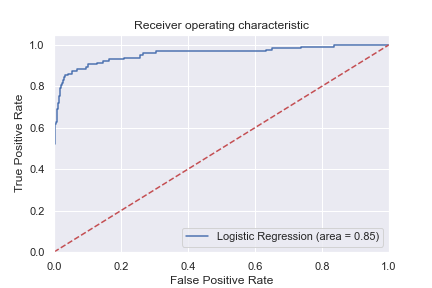 Receiver operating characteristic
True Positive Rate
1.0
0.8
0.6
0.4
0.2
0.0
Logistic Regression (area = 0.85)
0.0 0.2 0.4 0.6 0.8 1.0
False Positive Rate